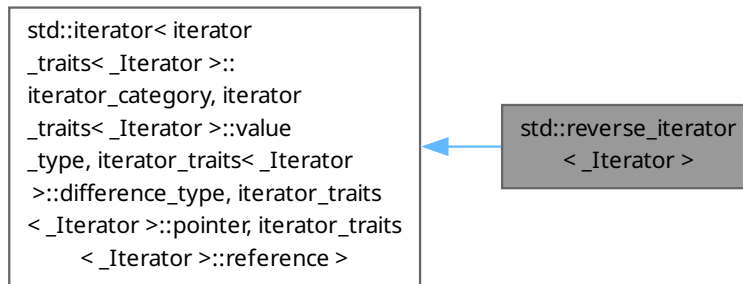 std::iterator< iterator
_traits< _Iterator >::
iterator_category, iterator
_traits< _Iterator >::value
_type, iterator_traits< _Iterator
>::difference_type, iterator_traits
< _Iterator >::pointer, iterator_traits
< _Iterator >::reference >
std::reverse_iterator
< _Iterator >